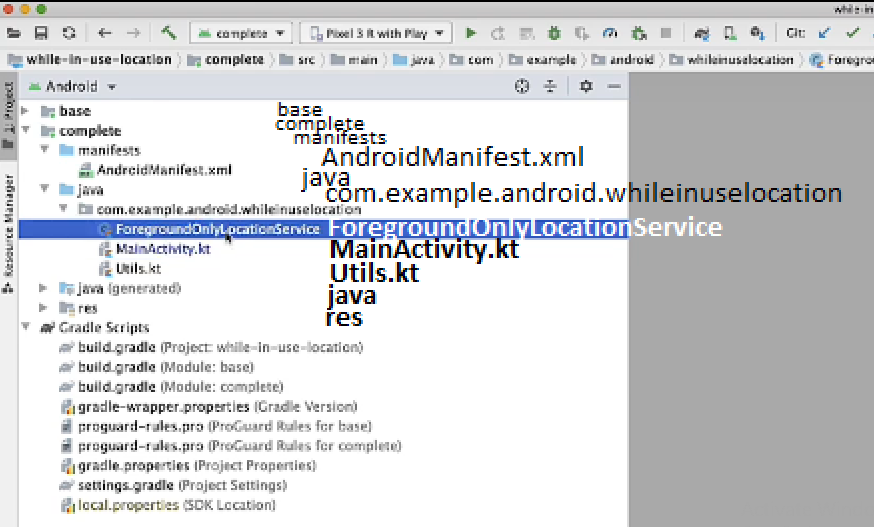 while-in
complete Pixel 3 R with Play Git:
while-in-use-location complete src main java com example android whileinuselocation Foregroun
1: Project
Resource Manager
Android
base
complete
manifests
AndroidManifest.xml
java
com.example.android.whileinuselocation
ForegroundOnlyLocationService
MainActivity.kt
Utils.kt
java (generated)
res
Gradle Scripts
build.gradle (Project: while-in-use-location)
build.gradle (Module: base)
build.gradle (Module: complete)
gradle-wrapper.properties (Gradle Version)
proguard-rules.pro (ProGuard Rules for base)
proguard-rules.pro (ProGuard Rules for complete)
gradle.properties (Project Properties)
settings.gradle (Project Settings)
local.properties (SDK Location)
base
complete
manifests
AndroidManifest.xml
java
com.example.android.whileinuselocation
ForegroundOnlyLocationService
MainActivity.kt
Utils.kt
java
res